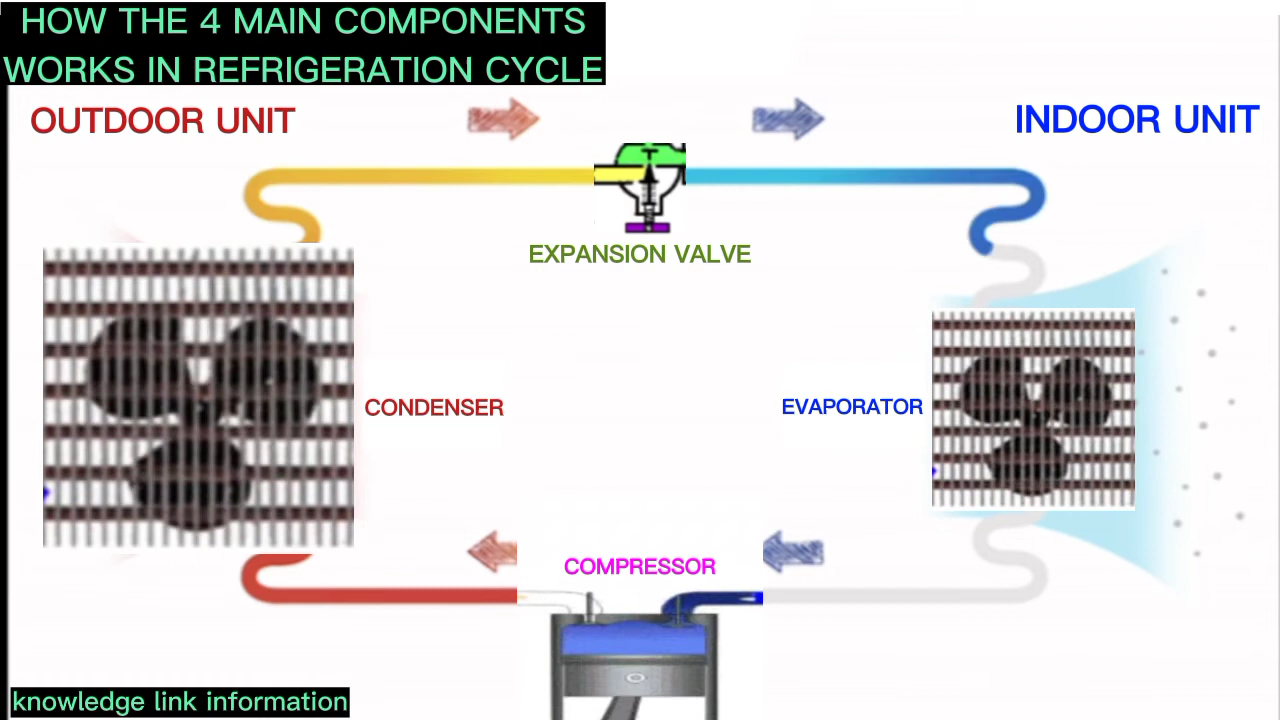 HOW THE 4 MAIN COMPONENTS
WORKS IN REFRIGERATION CYCLE
OUTDOOR UNIT
INDOOR UNIT
EXPANSION VALVE
CONDENSER
EVAPORATOR
COMPRESSOR
knowledge link information